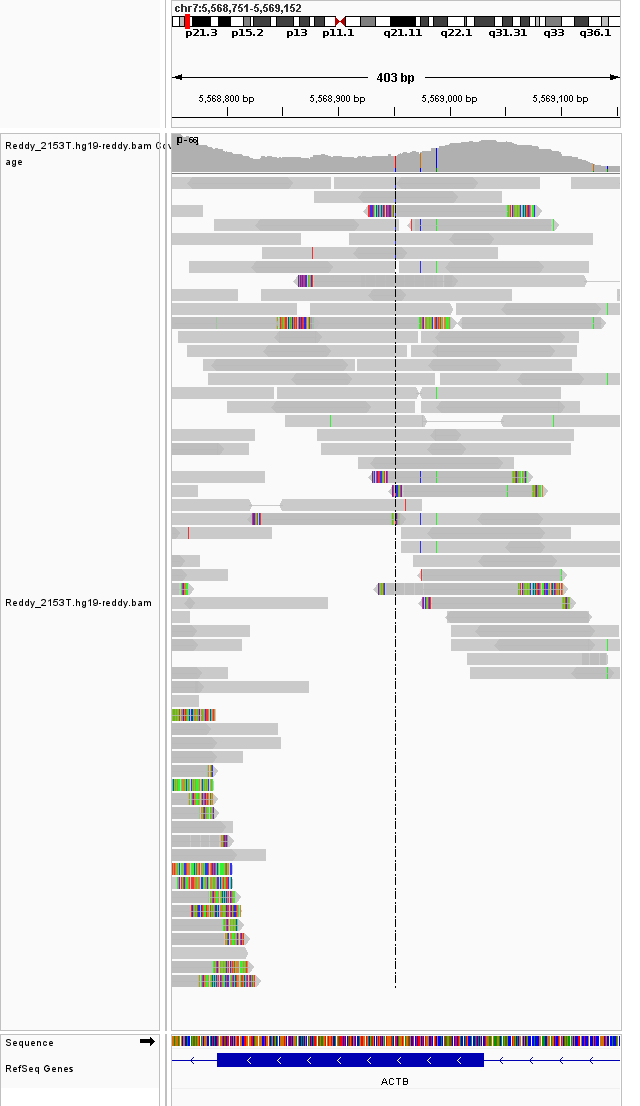 chr7:5,568,751-5,569,152
p21.3 p15.2 p13 p11.1 q21.11 q22.1 q31.31 q33 q36.1
403 bp
5,568,800 bp 5,568,900 bp 5,569,000 bp 5,569,100 bp
Reddy_2153T.hg19-reddy.bam Cov
age
Reddy_2153T.hg19-reddy.bam
Sequence
RefSeq Genes
ACTB